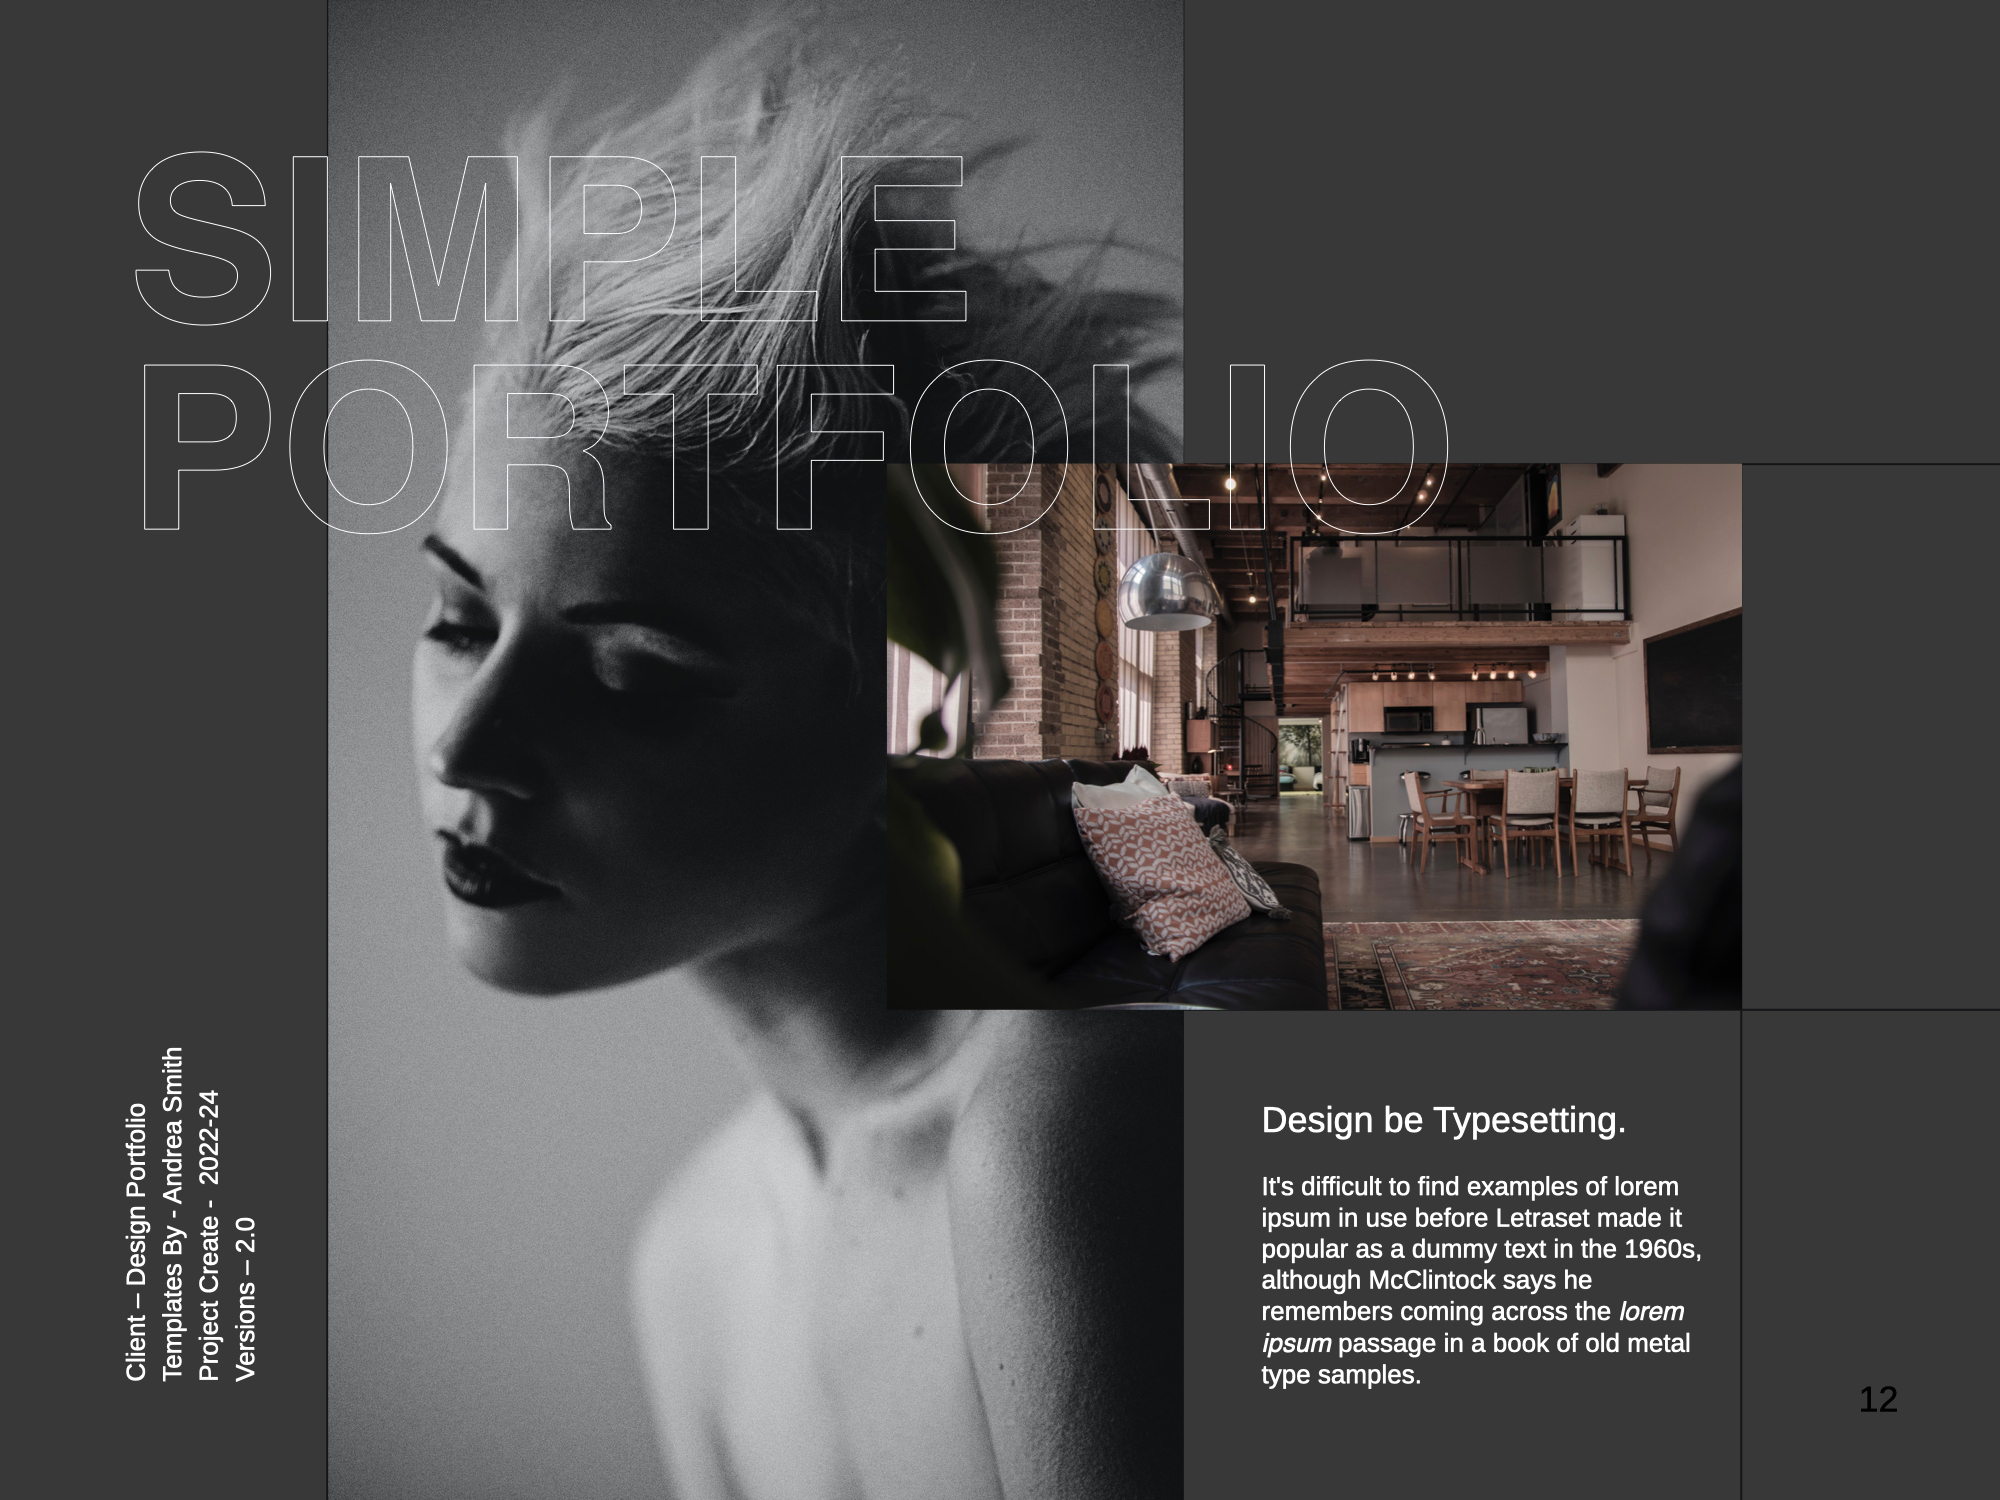 SIMPLE
PORTFOLIO
Client – Design Portfolio
Templates By - Andrea Smith
Project Create -  2022-24
Versions – 2.0
Design be Typesetting.
It's difficult to find examples of lorem
ipsum in use before Letraset made it
popular as a dummy text in the 1960s,
although McClintock says he
remembers coming across the lorem
ipsum passage in a book of old metal
type samples.
12